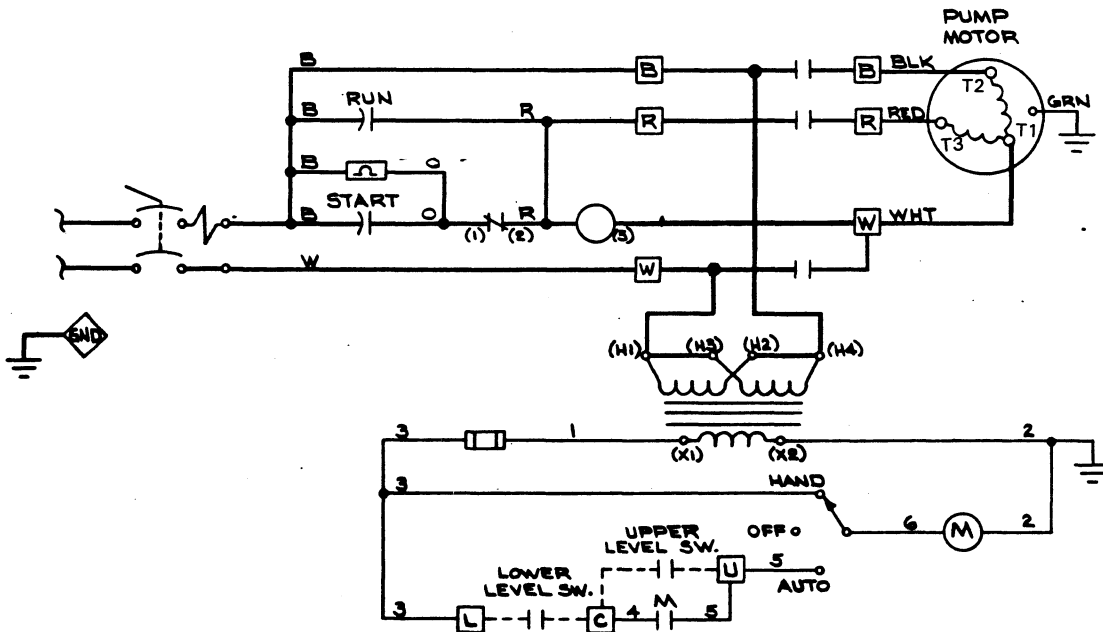 PUMP
MOTOR
B
B
B
BLK
T2
GRN
B
RUN
R
R
R
RED
T3
T1
B
O
START
B
O
(1)
R
(2)
(3)
W
WHT
W
W
GND
(H1)
(H3)
(H2)
(H4)
3
1
(X1)
(X2)
2
3
HAND
6
M
2
OFF
UPPER
LEVEL SW.
U
5
AUTO
LOWER
LEVEL SW.
3
L
C
4
M
5